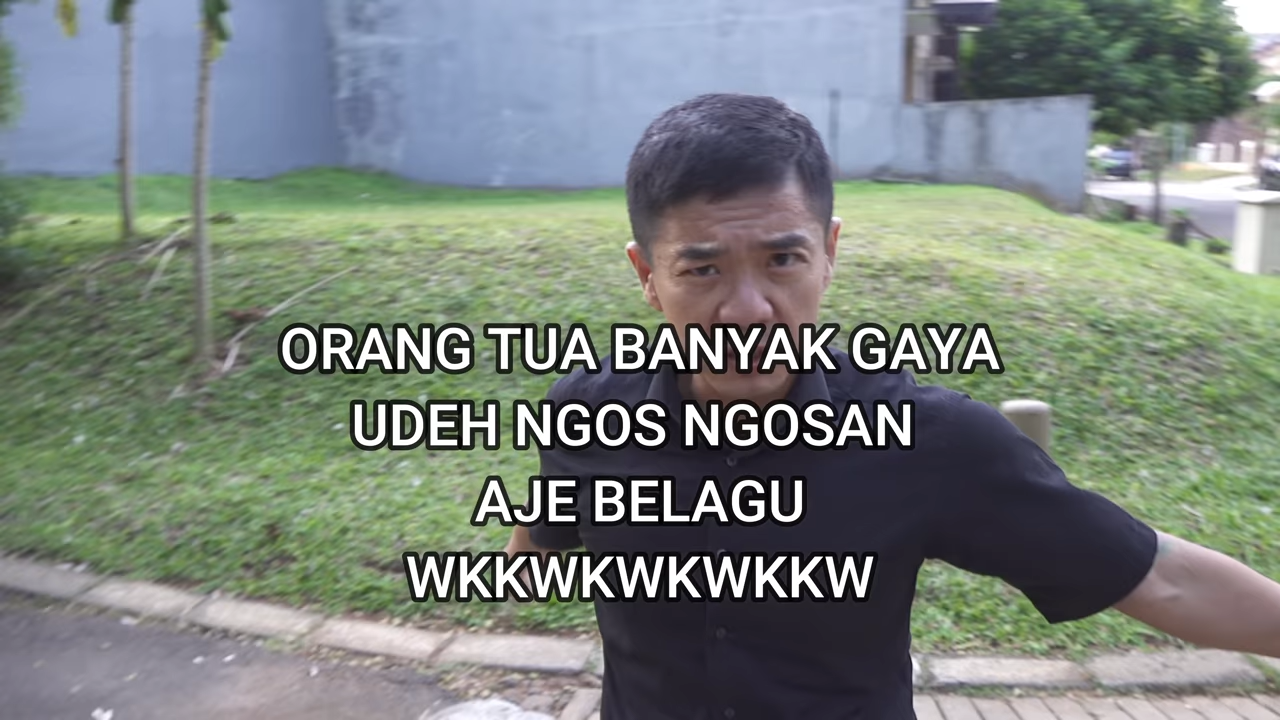 ORANG TUA BANYAK GAYA
UDEH NGOS NGOSAN
AJE BELAGU
WKKWKWKWKKW